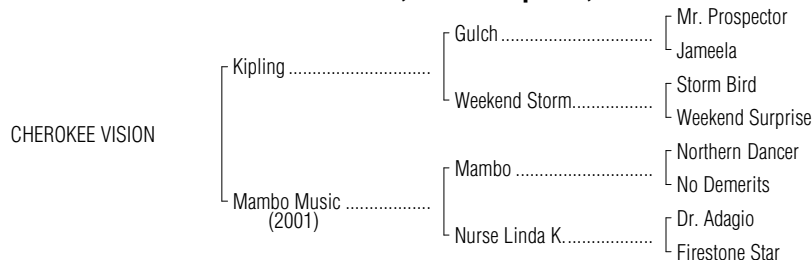 Mr. Prospector
Gulch
Jameela
Kipling
Storm Bird
Weekend Storm
Weekend Surprise
CHEROKEE VISION
Northern Dancer
Mambo
No Demerits
Mambo Music
(2001)
Dr. Adagio
Nurse Linda K.
Firestone Star